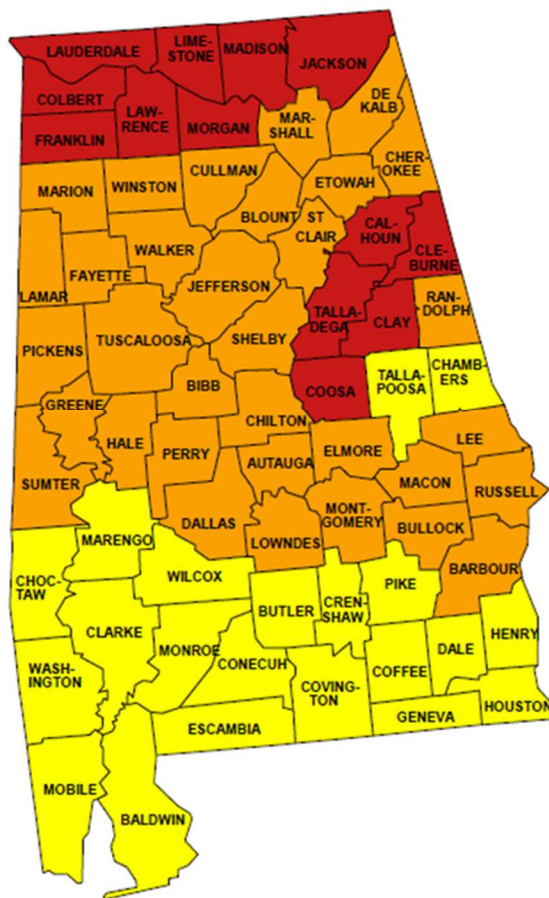 LAUDERDALE
LIME-
STONE
MADISON
JACKSON
COLBERT
LAW-
RENCE
FRANKLIN
MORGAN
MAR-
SHALL
DE
KALB
CHER-
OKEE
MARION
WINSTON
CULLMAN
ETOWAH
BLOUNT
ST
CLAIR
CAL-
HOUN
CLE-
BURNE
LAMAR
FAYETTE
WALKER
JEFFERSON
TALLA-
DEGA
CLAY
RAN-
DOLPH
PICKENS
TUSCALOOSA
SHELBY
BIBB
COOSA
TALLA-
POOSA
CHAMB-
ERS
GREENE
HALE
PERRY
CHILTON
AUTAUGA
ELMORE
LEE
SUMTER
MACON
RUSSELL
DALLAS
LOWNDES
MONT-
GOMERY
BULLOCK
BARBOUR
MARENGO
CHOC-
TAW
WILCOX
BUTLER
CREN-
SHAW
PIKE
CLARKE
MONROE
CONECUH
COFFEE
DALE
HENRY
WASH-
INGTON
COVING-
TON
GENEVA
HOUSTON
ESCAMBIA
MOBILE
BALDWIN